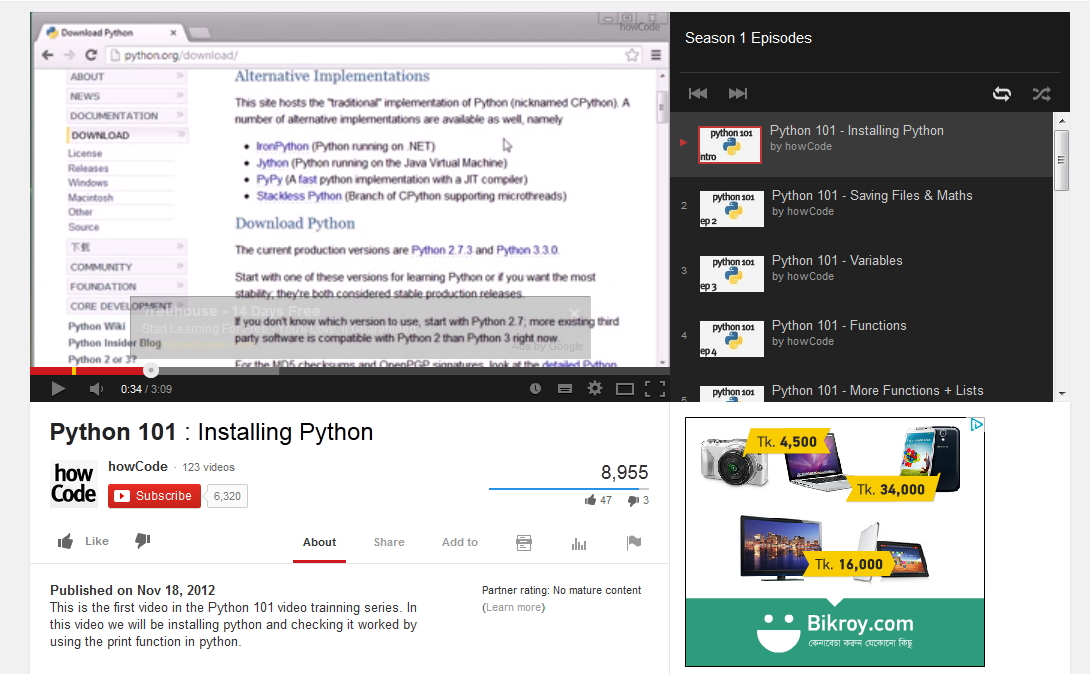 Download Python
howCode
python.org/download/
ABOUT
NEWS
DOCUMENTATION
DOWNLOAD
License
Releases
Windows
Macintosh
Other
Source
下载
COMMUNITY
FOUNDATION
CORE DEVELOPMENT
Python Wiki
Python Insider Blog
Python 2 or 3?
Alternative Implementations
This site hosts the "traditional" implementation of Python (nicknamed CPython). A
number of alternative implementations are available as well, namely
IronPython (Python running on .NET)
Jython (Python running on the Java Virtual Machine)
PyPy (A fast python implementation with a JIT compiler)
Stackless Python (Branch of CPython supporting microthreads)
Download Python
The current production versions are Python 2.7.3 and Python 3.3.0.
Start with one of these versions for learning Python or if you want the most
stability; they're both considered stable production releases.
If you don't know which version to use, start with Python 2.7; more existing third
party software is compatible with Python 2 than Python 3 right now.
For the MD5 checksums and OpenPGP signatures, look at the detailed Python
Treehouse - 14 Days Free
Start Learning For
Ads by Google
0:34 / 3:09
Season 1 Episodes
python 101
ntro
Python 101 - Installing Python
by howCode
2
python 101
ep 2
Python 101 - Saving Files & Maths
by howCode
3
python 101
ep 3
Python 101 - Variables
by howCode
4
python 101
ep 4
Python 101 - Functions
by howCode
5
python 101
Python 101 - More Functions + Lists
Python 101 : Installing Python
how
Code
howCode · 123 videos
Subscribe 6,320
8,955
47 3
Like
About Share Add to
Published on Nov 18, 2012
This is the first video in the Python 101 video trainning series. In
this video we will be installing python and checking it worked by
using the print function in python.
Partner rating: No mature content
(Learn more)
Tk. 4,500
Tk. 34,000
Tk. 16,000
Bikroy.com
কেনাবেচা করুন যেকোনো কিছু